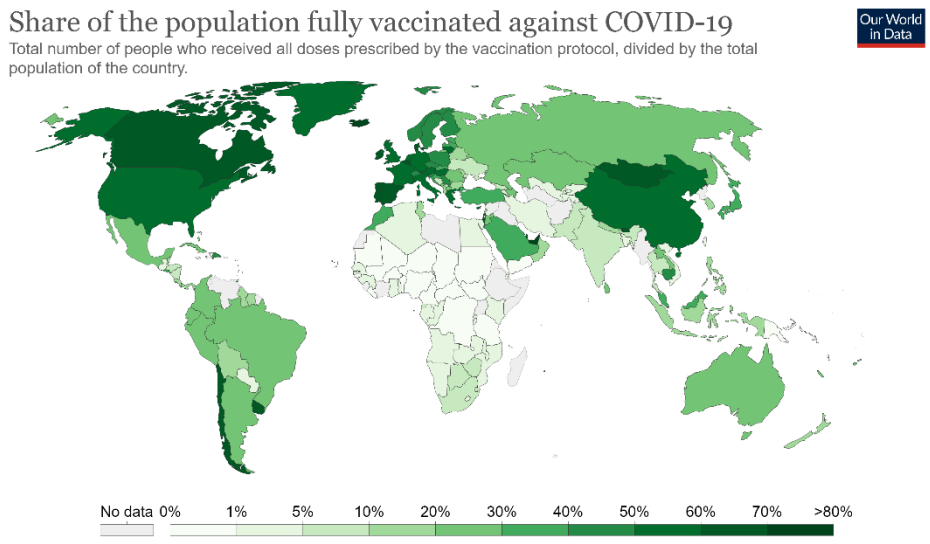 Share of the population fully vaccinated against COVID-19
Our World
in Data
Total number of people who received all doses prescribed by the vaccination protocol, divided by the total
population of the country.
No data 0% 1% 5% 10% 20% 30% 40% 50% 60% 70% >80%